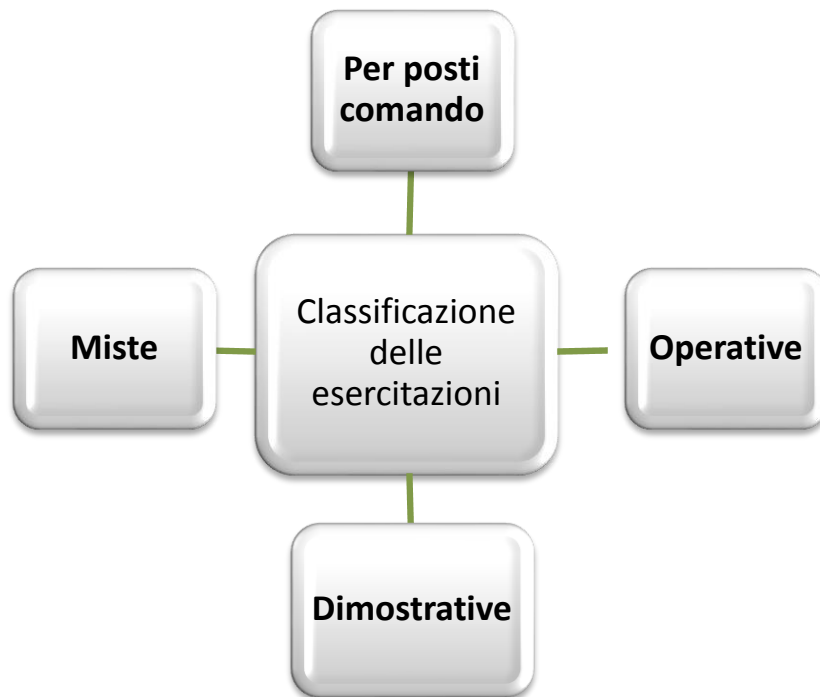 Per posti
comando
Miste
Classificazione
delle
esercitazioni
Operative
Dimostrative